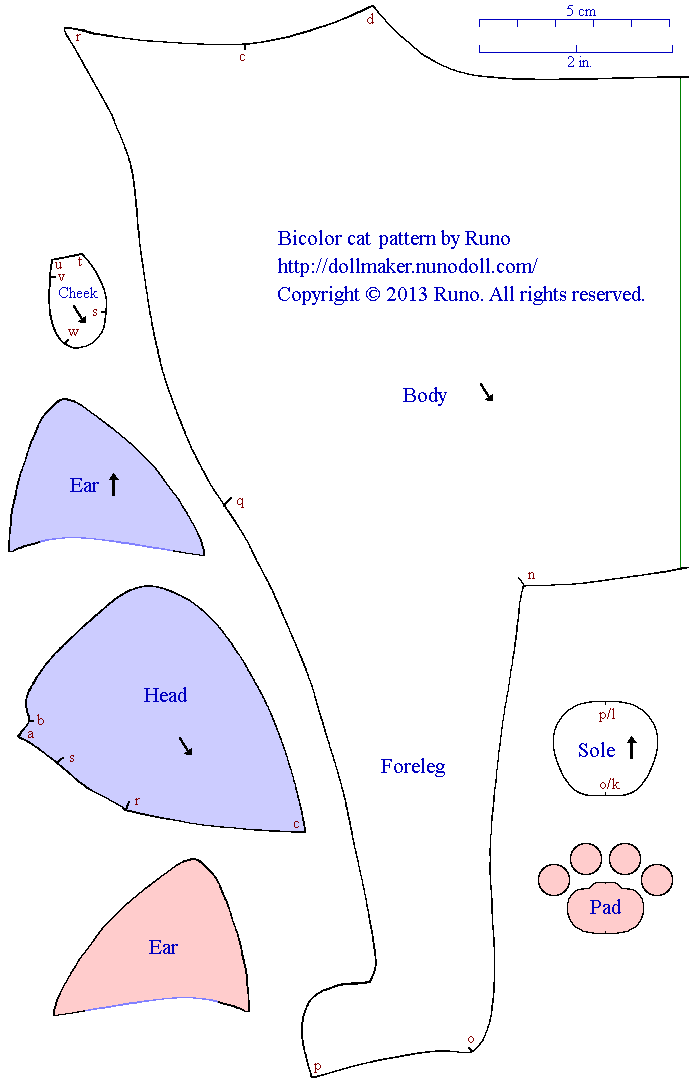 5 cm
2 in.
r
c
d
Bicolor cat pattern by Runo
http://dollmaker.nunodoll.com/
Copyright © 2013 Runo. All rights reserved.
u
t
v
Cheek
s
w
Body
Ear
q
n
Head
b
a
s
r
c
Foreleg
p/l
Sole
o/k
Pad
Ear
o
p